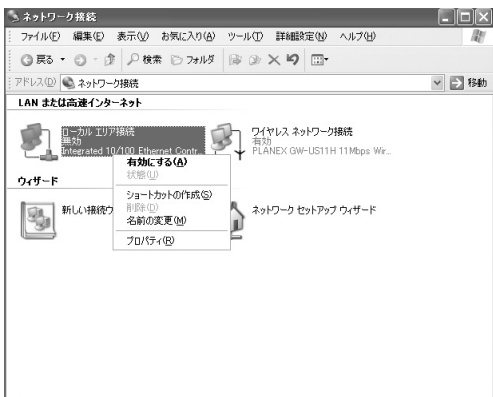 ネットワーク接続
ファイル(F) 編集(E) 表示(V) お気に入り(A) ツール(T) 詳細設定(N) ヘルプ(H)
戻る 検索 フォルダ
アドレス(D) ネットワーク接続 移動
LAN または高速インターネット
ローカル エリア接続
無効
Integrated 10/100 Ethernet Contr...
ワイヤレス ネットワーク接続
有効
PLANEX GW-US11H 11Mbps Wir...
有効にする(A)
状態(U)
ショートカットの作成(S)
削除(D)
名前の変更(M)
プロパティ(R)
ウィザード
新しい接続ウ
ネットワーク セットアップ ウィザード